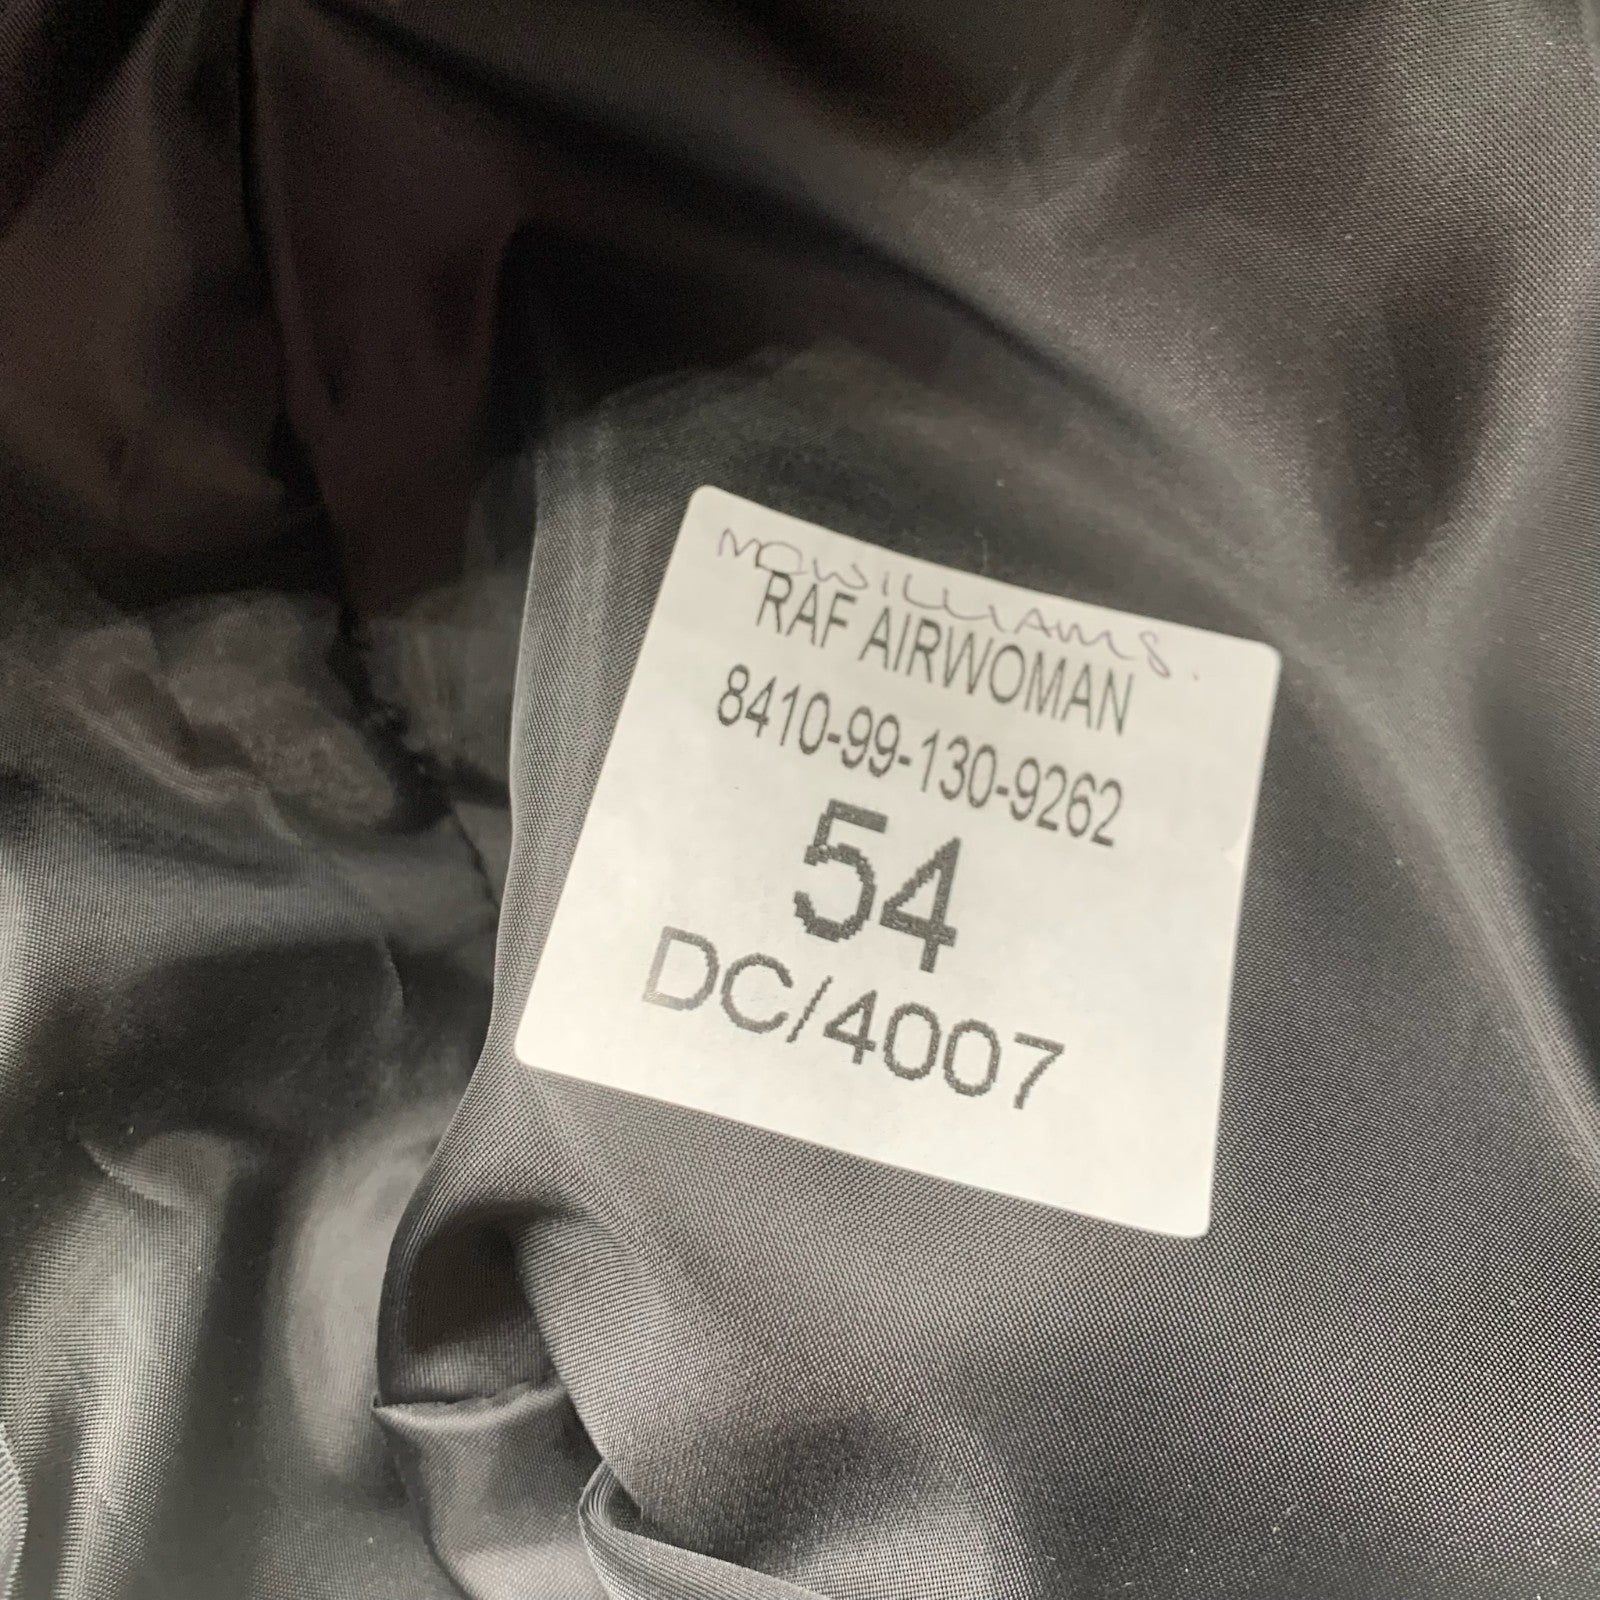 McWILLIAMS.
RAF AIRWOMAN
8410-99-130-9262
54
DC/4007